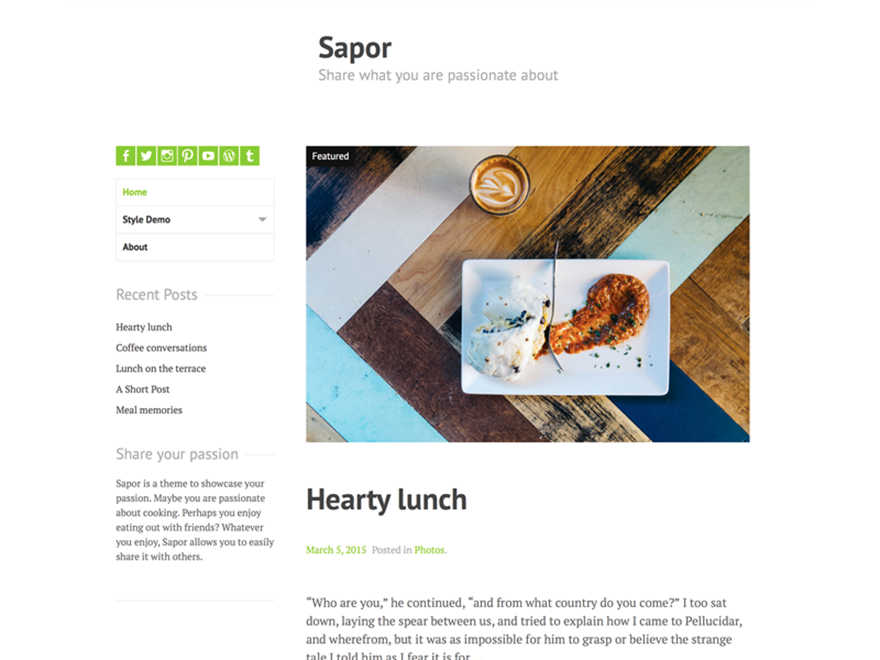 Sapor
Share what you are passionate about
Home
Style Demo
About
Recent Posts
Hearty lunch
Coffee conversations
Lunch on the terrace
A Short Post
Meal memories
Share your passion
Sapor is a theme to showcase your
passion. Maybe you are passionate
about cooking. Perhaps you enjoy
eating out with friends? Whatever
you enjoy, Sapor allows you to easily
share it with others.
Featured
Hearty lunch
March 5, 2015 Posted in Photos.
“Who are you,” he continued, “and from what country do you come?” I too sat
down, laying the spear between us, and tried to explain how I came to Pellucidar,
and wherefrom, but it was as impossible for him to grasp or believe the strange
tale I told him as I fear it is for